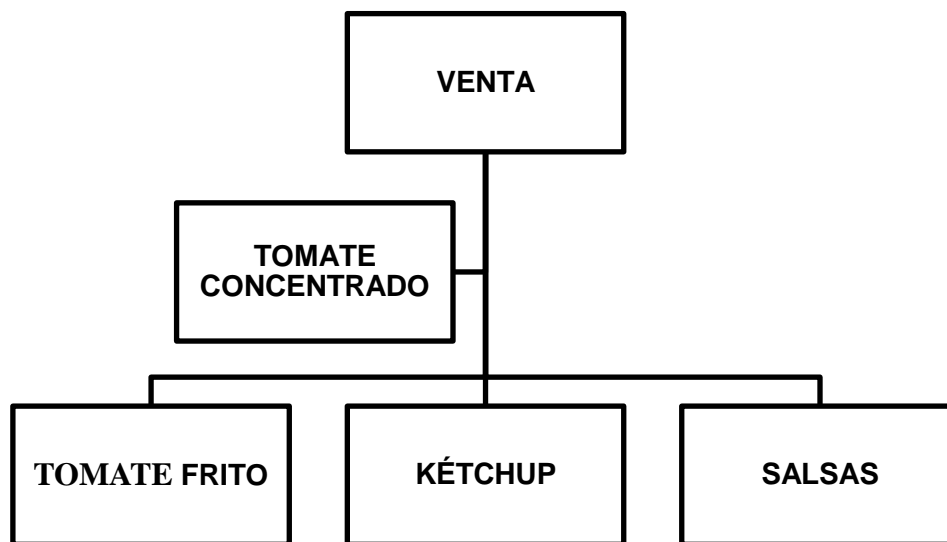 VENTA
TOMATE
CONCENTRADO
TOMATE FRITO
KÉTCHUP
SALSAS